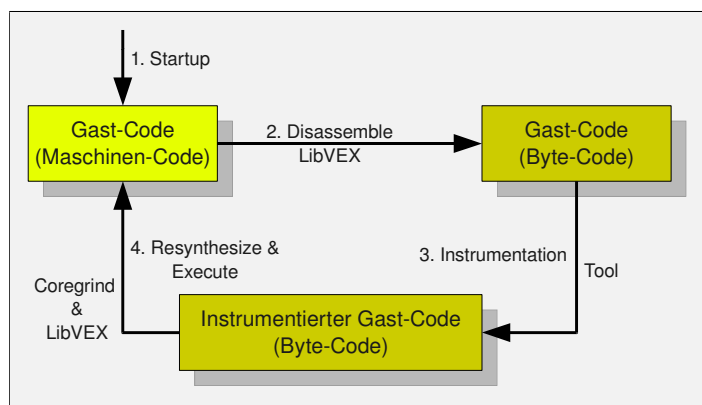 1. Startup
Gast-Code
(Maschinen-Code)
2. Disassemble
LibVEX
Gast-Code
(Byte-Code)
3. Instrumentation
Tool
Instrumentierter Gast-Code
(Byte-Code)
4. Resynthesize &
Execute
Coregrind
&
LibVEX